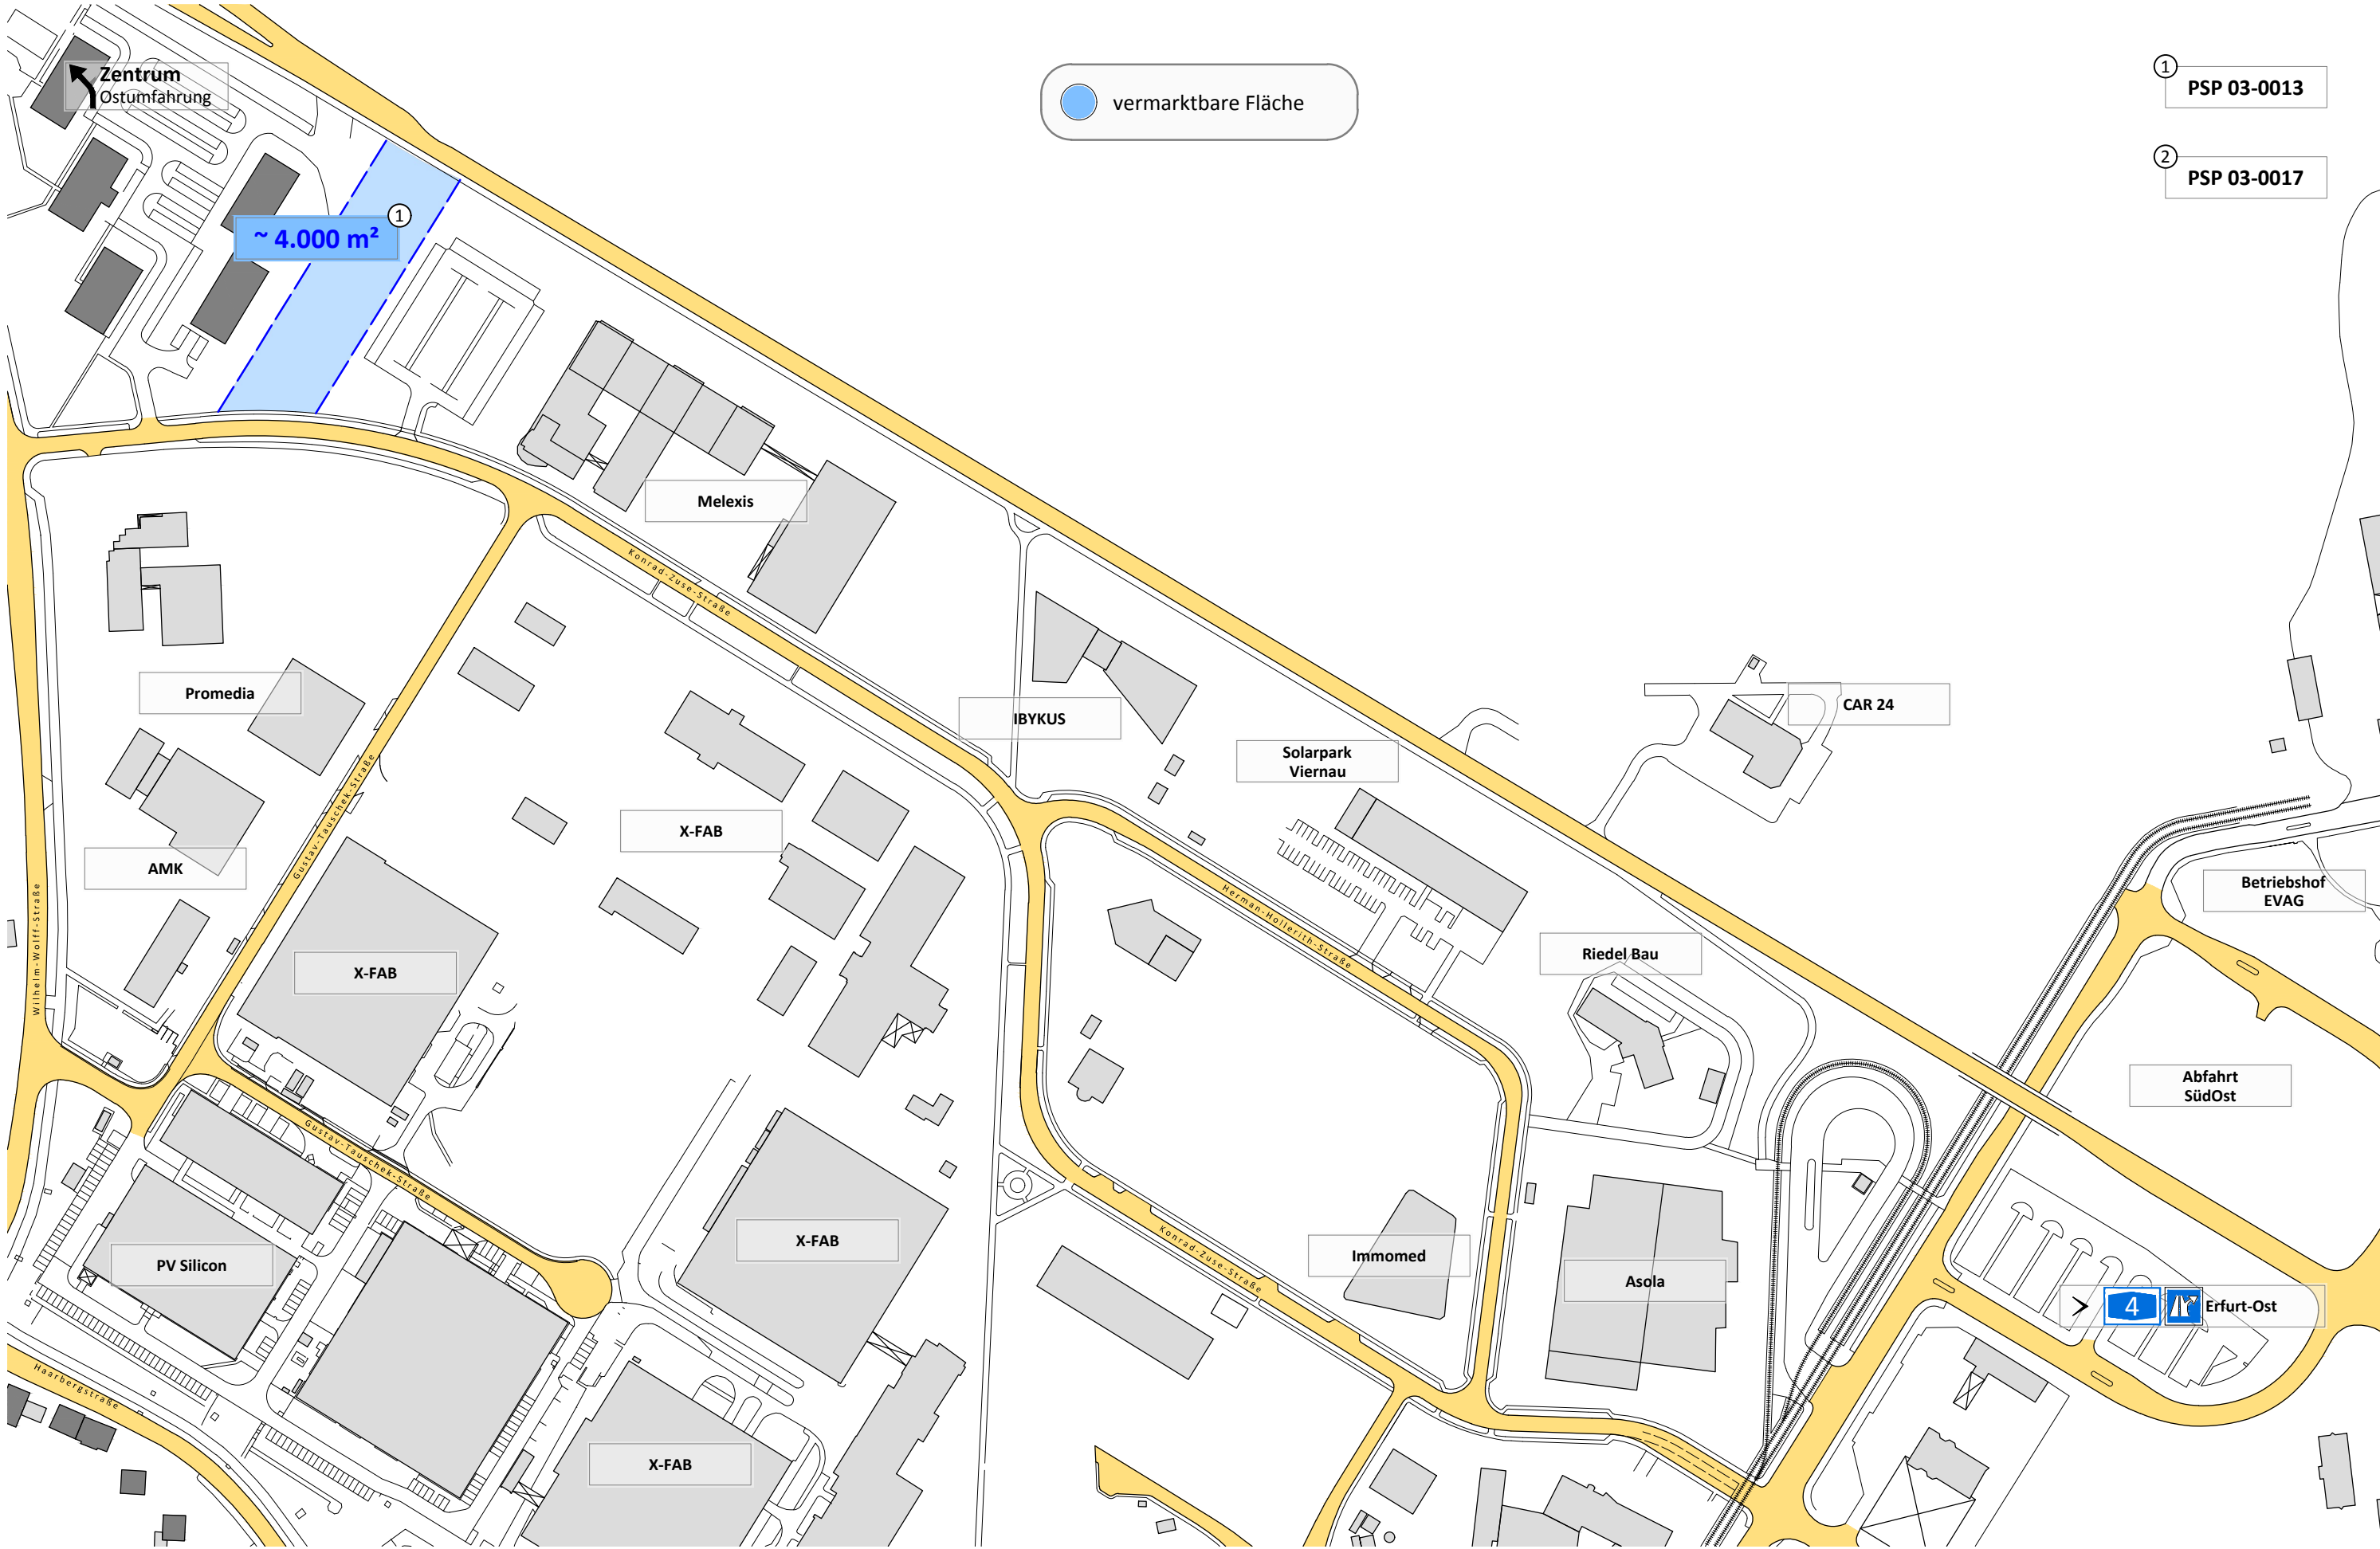 Zentrum
Ostumfahrung
vermarktbare Fläche
1
PSP 03-0013
2
PSP 03-0017
1
~ 4.000 m²
Melexis
Konrad-Zuse-Straße
Promedia
IBYKUS
CAR 24
Solarpark
Viernau
Gustav-Tauschek-Straße
X-FAB
AMK
Wilhelm-Wolff-Straße
Herman-Hollerith-Straße
Betriebshof
EVAG
Riedel Bau
X-FAB
Abfahrt
SüdOst
Gustav-Tauschek-Straße
X-FAB
Konrad-Zuse-Straße
Immomed
PV Silicon
Asola
4
Erfurt-Ost
Haarbergstraße
X-FAB